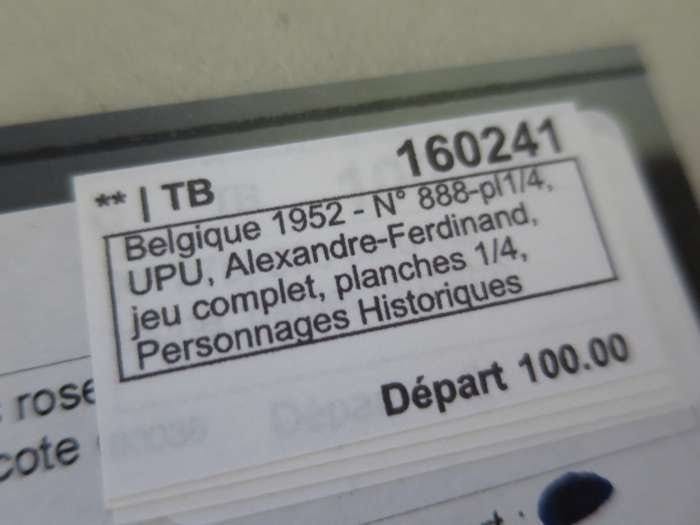 ** | TB
160241
Belgique 1952 - N° 888-pl1/4,
UPU, Alexandre-Ferdinand,
jeu complet, planches 1/4,
Personnages Historiques
Départ 100.00
rose
cote